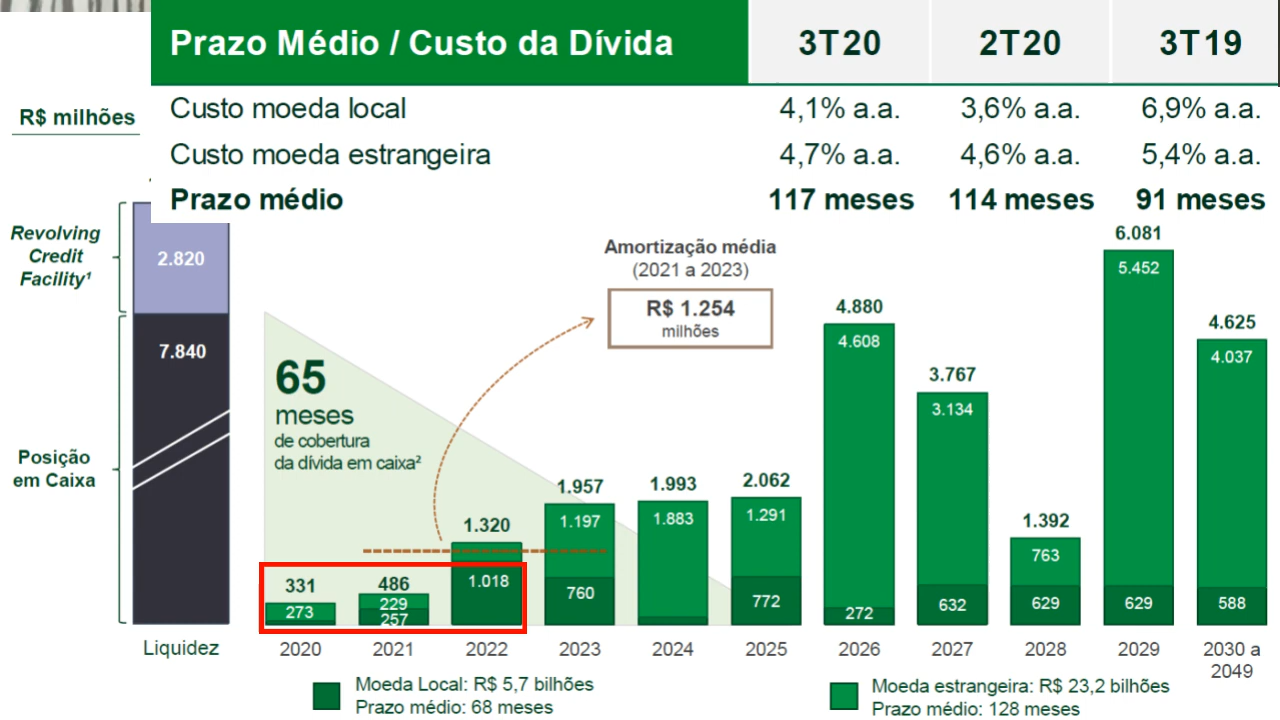 Prazo Médio / Custo da Dívida 3T20 2T20 3T19
Custo moeda local 4,1% a.a. 3,6% a.a. 6,9% a.a.
Custo moeda estrangeira 4,7% a.a. 4,6% a.a. 5,4% a.a.
Prazo médio 117 meses 114 meses 91 meses
R$ milhões
Revolving
Credit
Facility¹
2.820
7.840
Posição
em Caixa
Liquidez
65
meses
de cobertura
da dívida em caixa²
Amortização média
(2021 a 2023)
R$ 1.254
milhões
331
273
2020
486
229
257
2021
1.320
1.018
2022
1.957
1.197
760
2023
1.993
1.883
2024
2.062
1.291
772
2025
4.880
4.608
272
2026
3.767
3.134
632
2027
1.392
763
629
2028
6.081
5.452
629
2029
4.625
4.037
588
2030 a
2049
Moeda Local: R$ 5,7 bilhões
Prazo médio: 68 meses
Moeda estrangeira: R$ 23,2 bilhões
Prazo médio: 128 meses